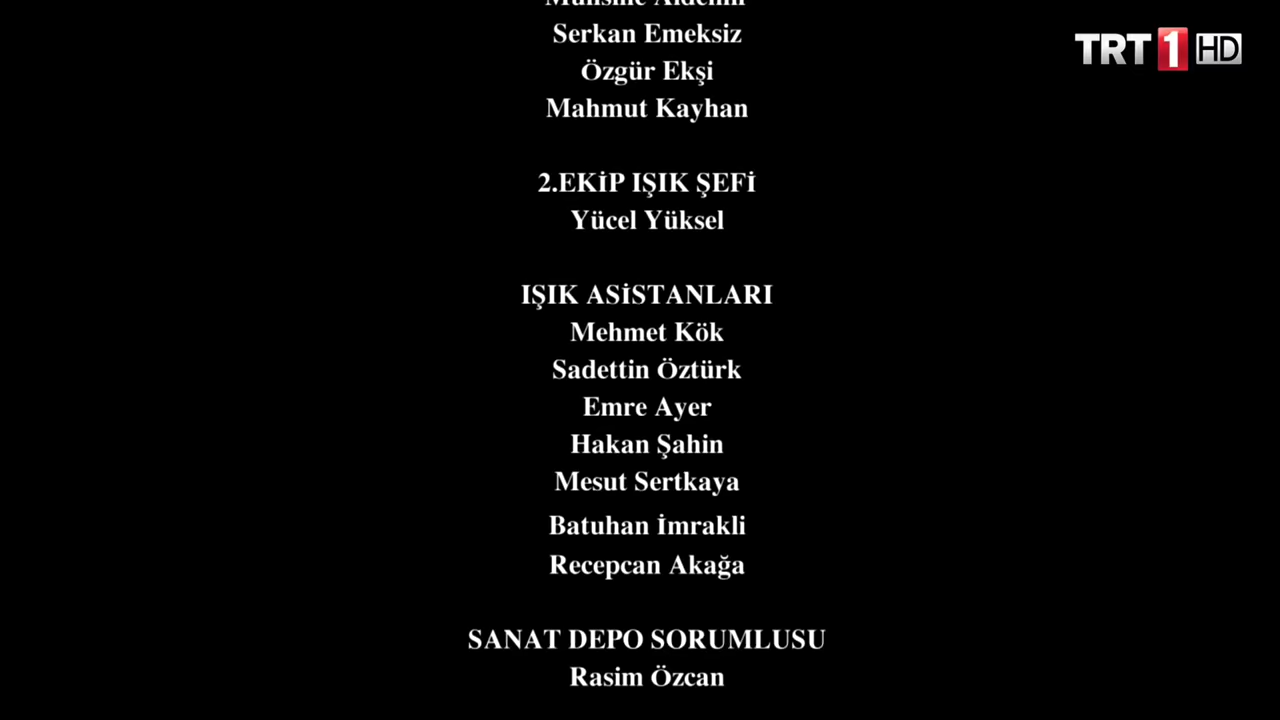 Serkan Emeksiz
Özgür Ekşi
Mahmut Kayhan
TRT 1 HD
2.EKİP IŞIK ŞEFİ
Yücel Yüksel
IŞIK ASİSTANLARI
Mehmet Kök
Sadettin Öztürk
Emre Ayer
Hakan Şahin
Mesut Sertkaya
Batuhan İmrakli
Recepcan Akağa
SANAT DEPO SORUMLUSU
Rasim Özcan